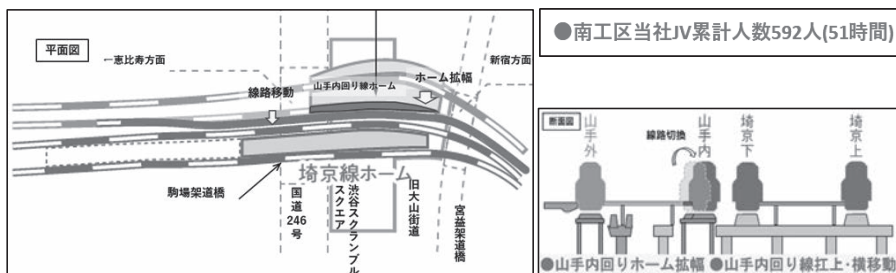 平面図
←恵比寿方面
新宿方面
線路移動
山手内回り線ホーム
ホーム拡幅
埼京線ホーム
駒場架道橋
国道246号
渋谷スクランブル
スクエア
旧大山街道
宮益架道橋
●南工区当社JV累計人数592人(51時間)
断面図
山手外
線路切換
山手内
埼京下
埼京上
●山手内回りホーム拡幅 ●山手内回り線扛上・横移動